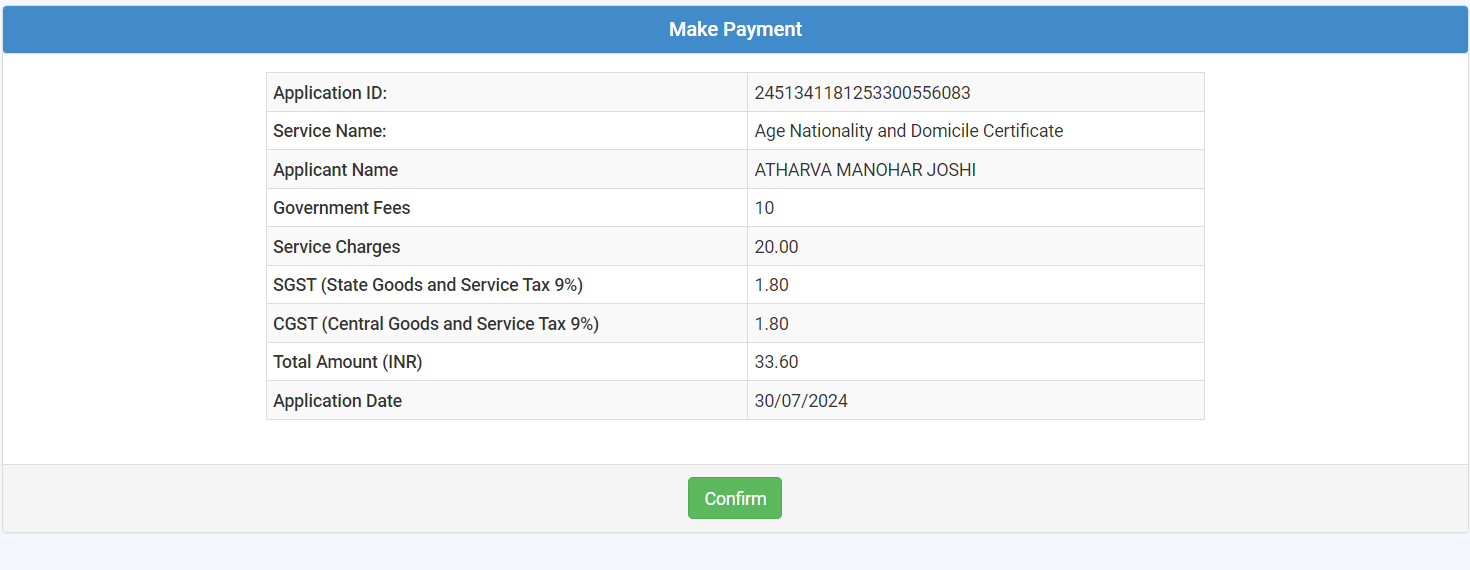 Make Payment
Application ID: 2451341181253300556083
Service Name: Age Nationality and Domicile Certificate
Applicant Name ATHARVA MANOHAR JOSHI
Government Fees 10
Service Charges 20.00
SGST (State Goods and Service Tax 9%) 1.80
CGST (Central Goods and Service Tax 9%) 1.80
Total Amount (INR) 33.60
Application Date 30/07/2024
Confirm